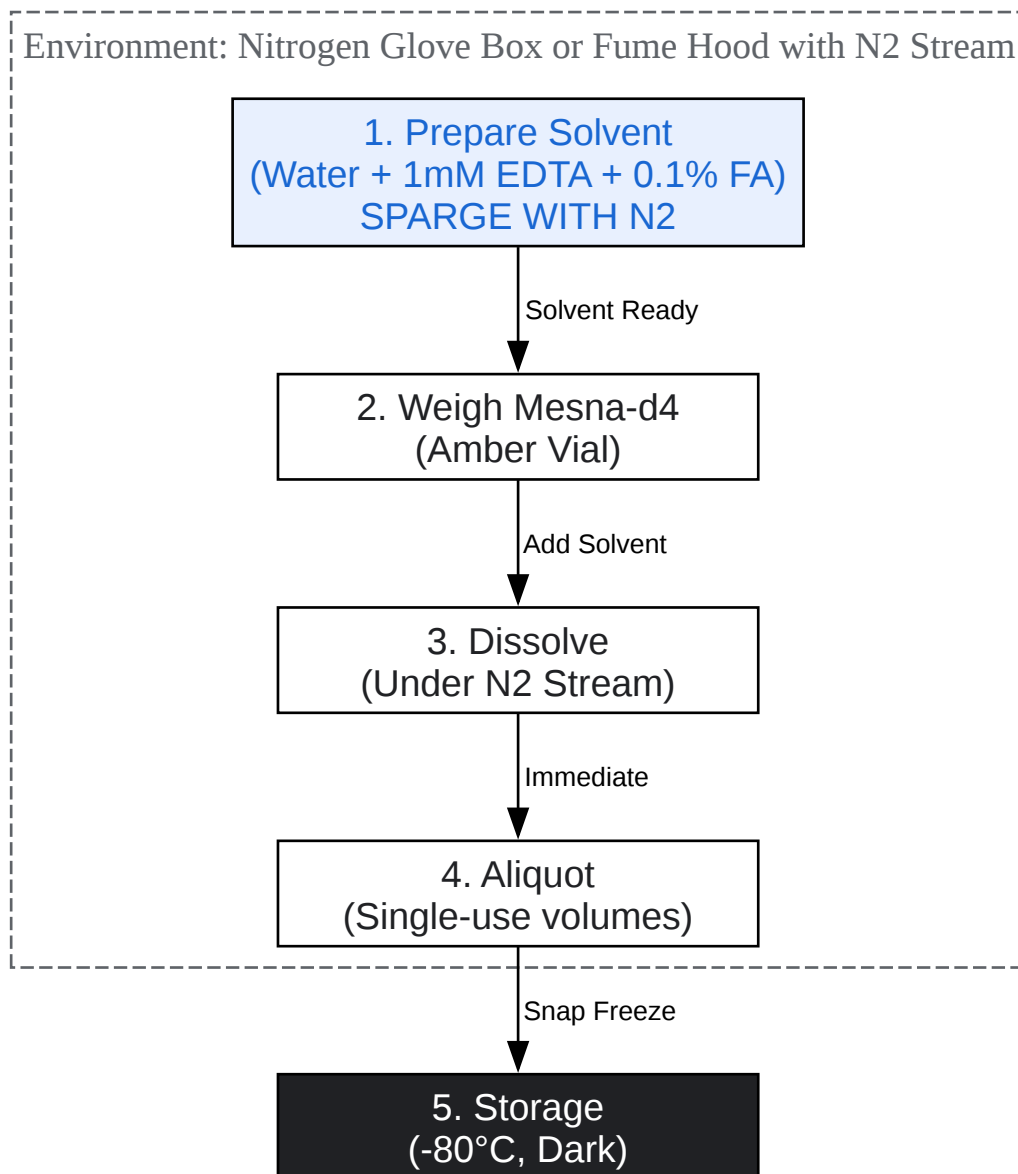 Environment: Nitrogen Glove Box or Fume Hood with N2 Stream
1. Prepare Solvent
(Water + 1mM EDTA + 0.1% FA)
SPARGE WITH N2
Solvent Ready
2. Weigh Mesna-d4
(Amber Vial)
Add Solvent
3. Dissolve
(Under N2 Stream)
Immediate
4. Aliquot
(Single-use volumes)
Snap Freeze
5. Storage
(-80°C, Dark)